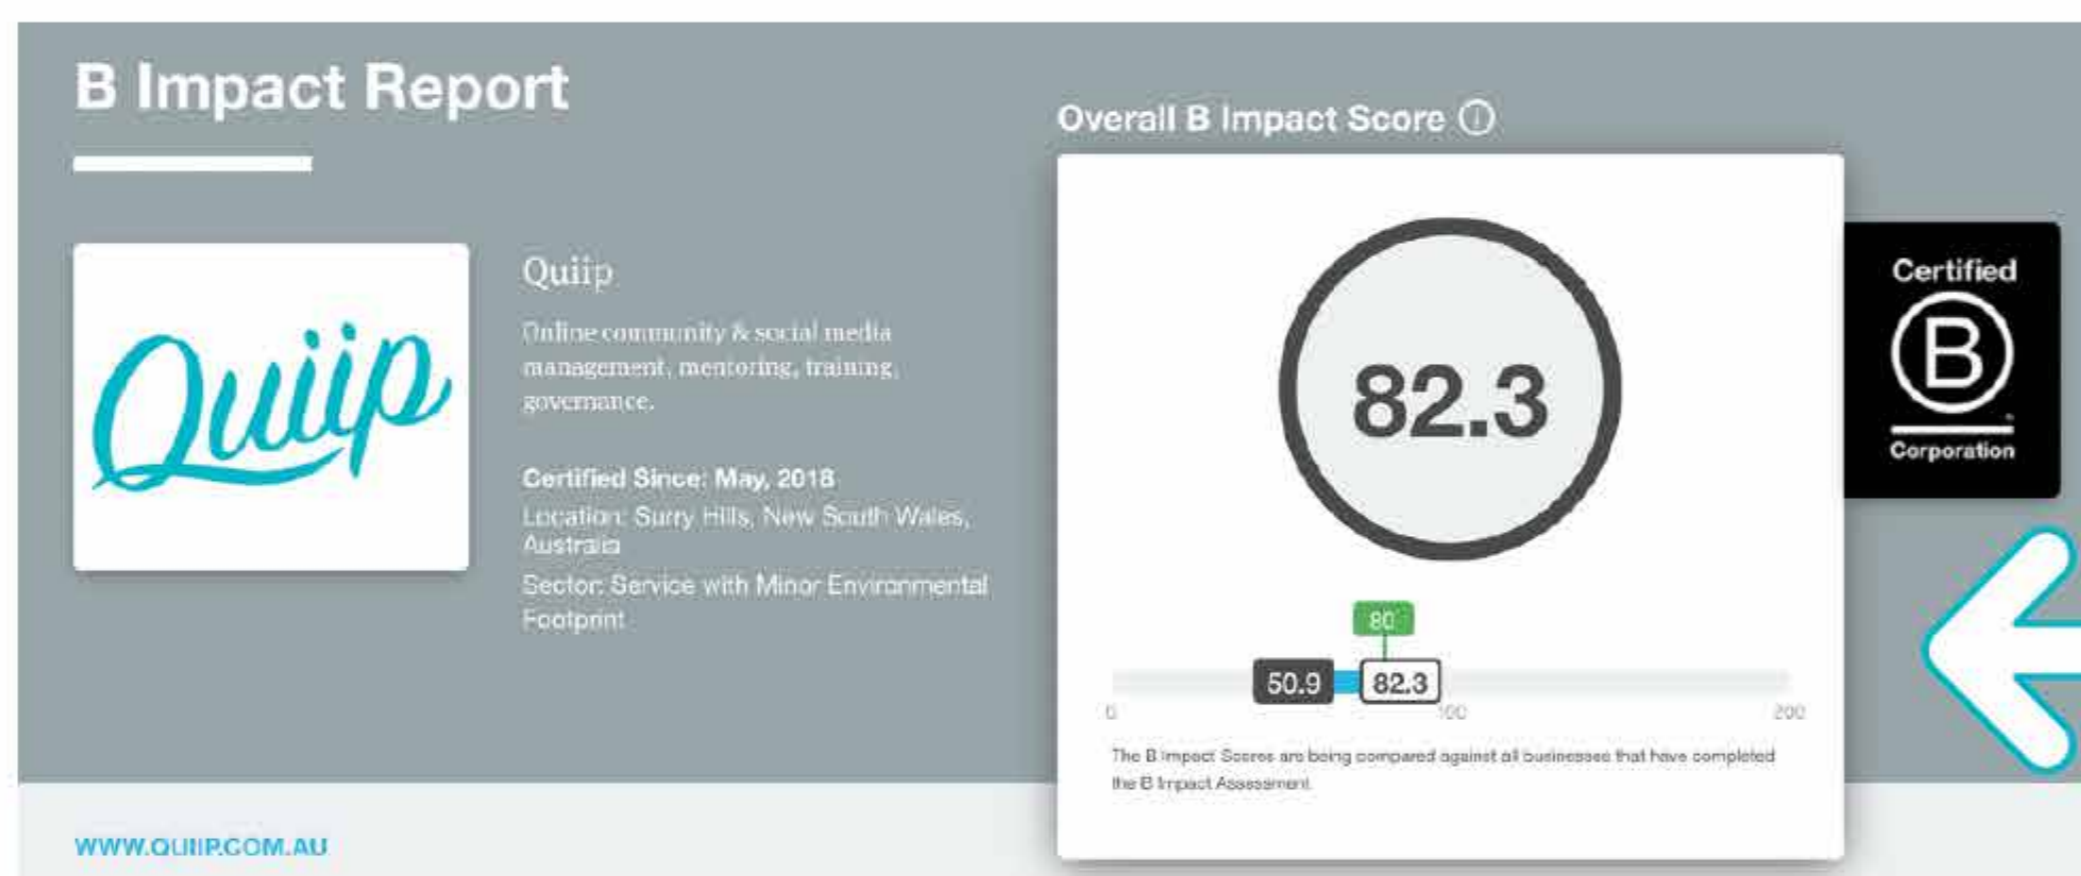 B Impact Report
Quiip
Quiip
Online community & social media
management, mentoring, training,
governance.
Certified Since: May, 2018
Location: Surry Hills, New South Wales,
Australia
Sector: Service with Minor Environmental
Footprint
WWW.QUIIP.COM.AU
Overall B Impact Score
82.3
80
50.9
82.3
0
100
200
The B Impact Scores are being compared against all businesses that have completed
the B Impact Assessment.
Certified
B
Corporation